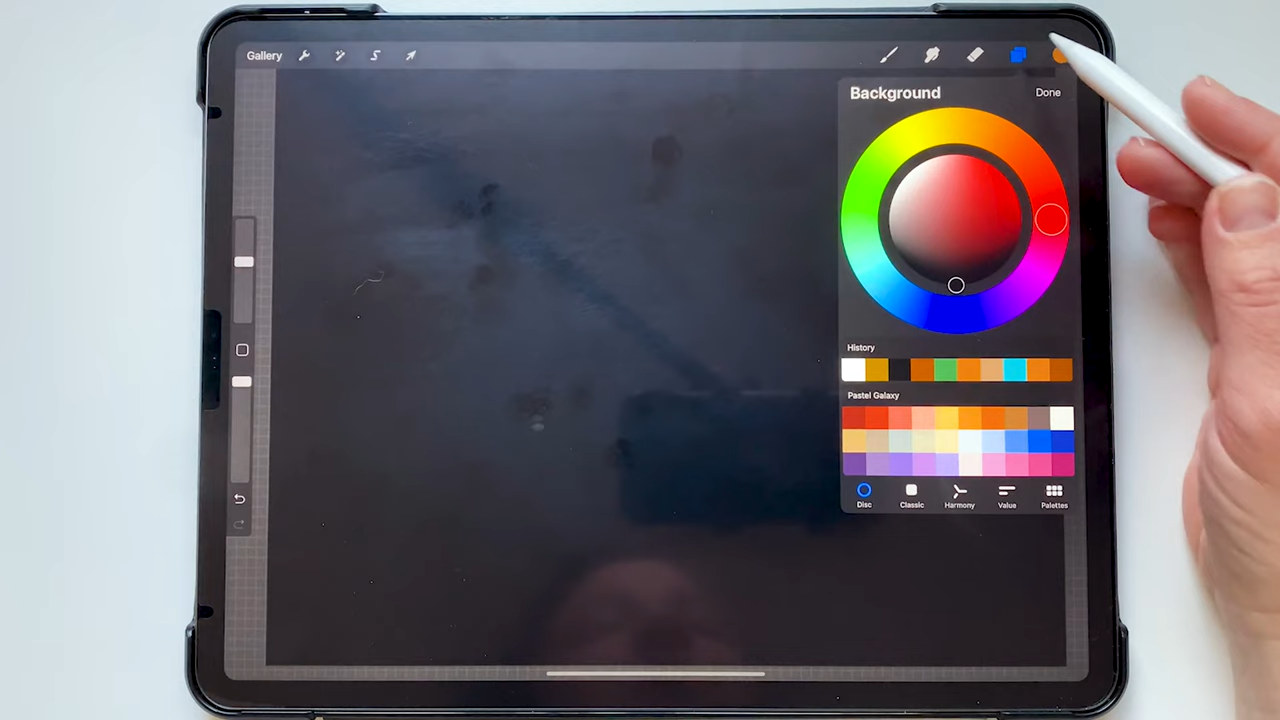 Gallery
Background
Done
History
Pastel Galaxy
Disc
Classic
Harmony
Value
Palettes